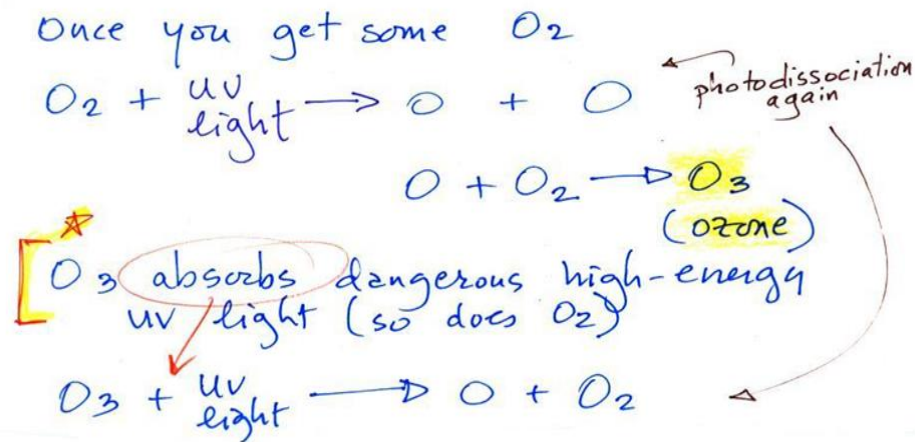 Once you get some O₂
O₂ + uv light → O + O
photodissociation again
O + O₂ → O₃
(ozone)
O₃ absorbs dangerous high-energy
uv light (so does O₂)
O₃ + uv light → O + O₂